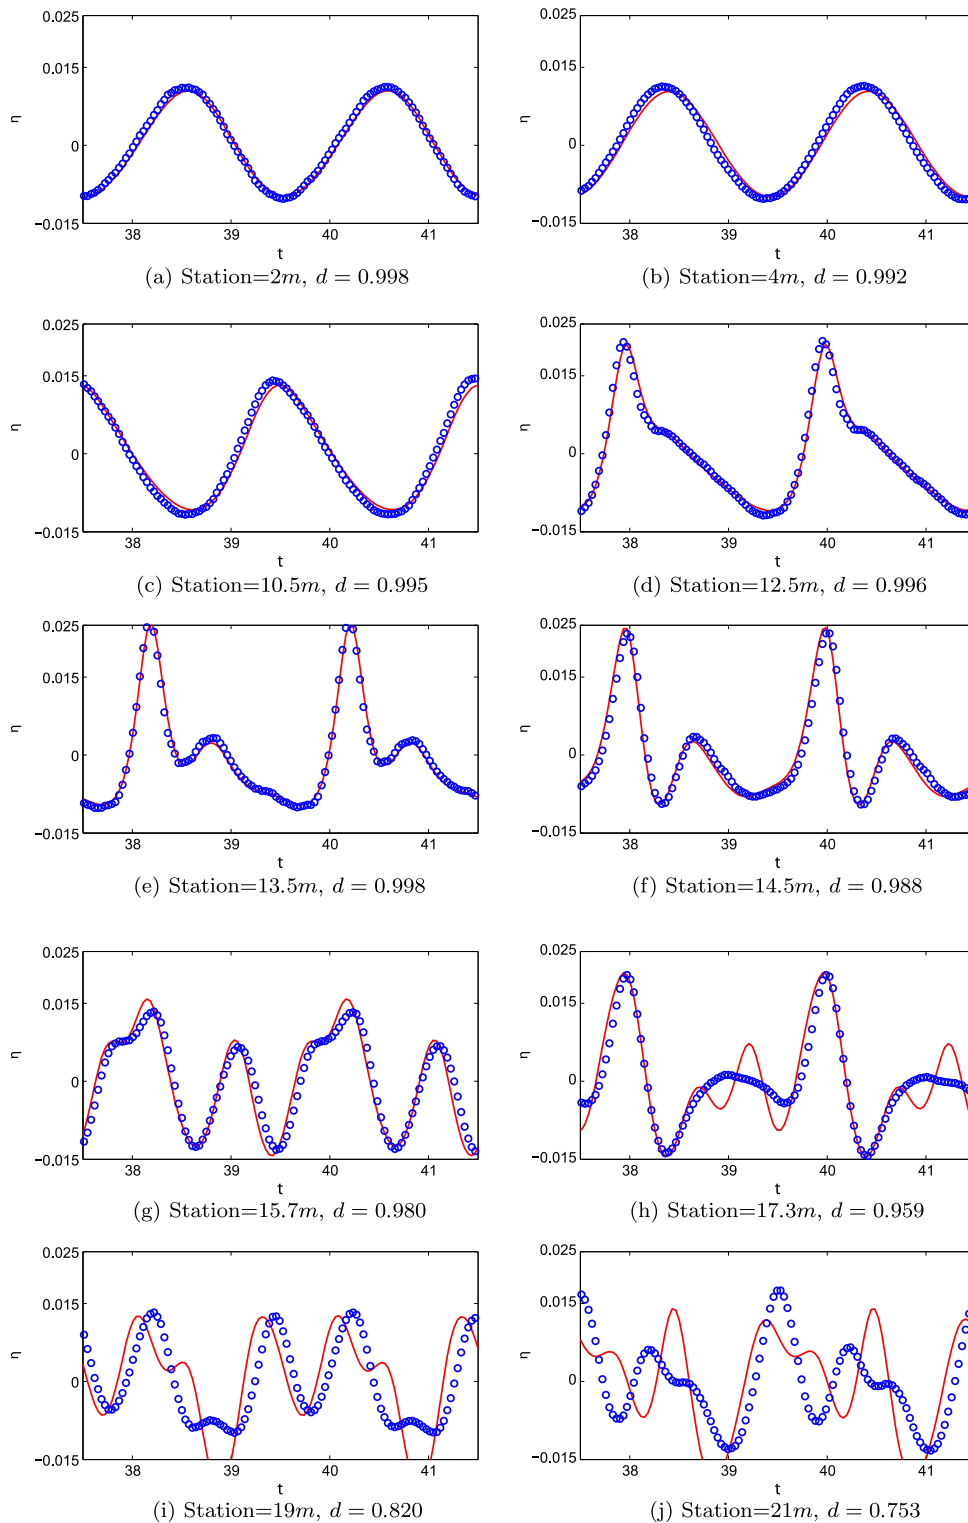 0.025
0.015
η
0
−0.015
38 39 40 41
t
(a) Station=2m, d = 0.998
0.025
0.015
η
0
−0.015
38 39 40 41
t
(b) Station=4m, d = 0.992
0.025
0.015
η
0
−0.015
38 39 40 41
t
(c) Station=10.5m, d = 0.995
0.025
0.015
η
0
−0.015
38 39 40 41
t
(d) Station=12.5m, d = 0.996
0.025
0.015
η
0
−0.015
38 39 40 41
t
(e) Station=13.5m, d = 0.998
0.025
0.015
η
0
−0.015
38 39 40 41
t
(f) Station=14.5m, d = 0.988
0.025
0.015
η
0
−0.015
38 39 40 41
t
(g) Station=15.7m, d = 0.980
0.025
0.015
η
0
−0.015
38 39 40 41
t
(h) Station=17.3m, d = 0.959
0.025
0.015
η
0
−0.015
38 39 40 41
t
(i) Station=19m, d = 0.820
0.025
0.015
η
0
−0.015
38 39 40 41
t
(j) Station=21m, d = 0.753